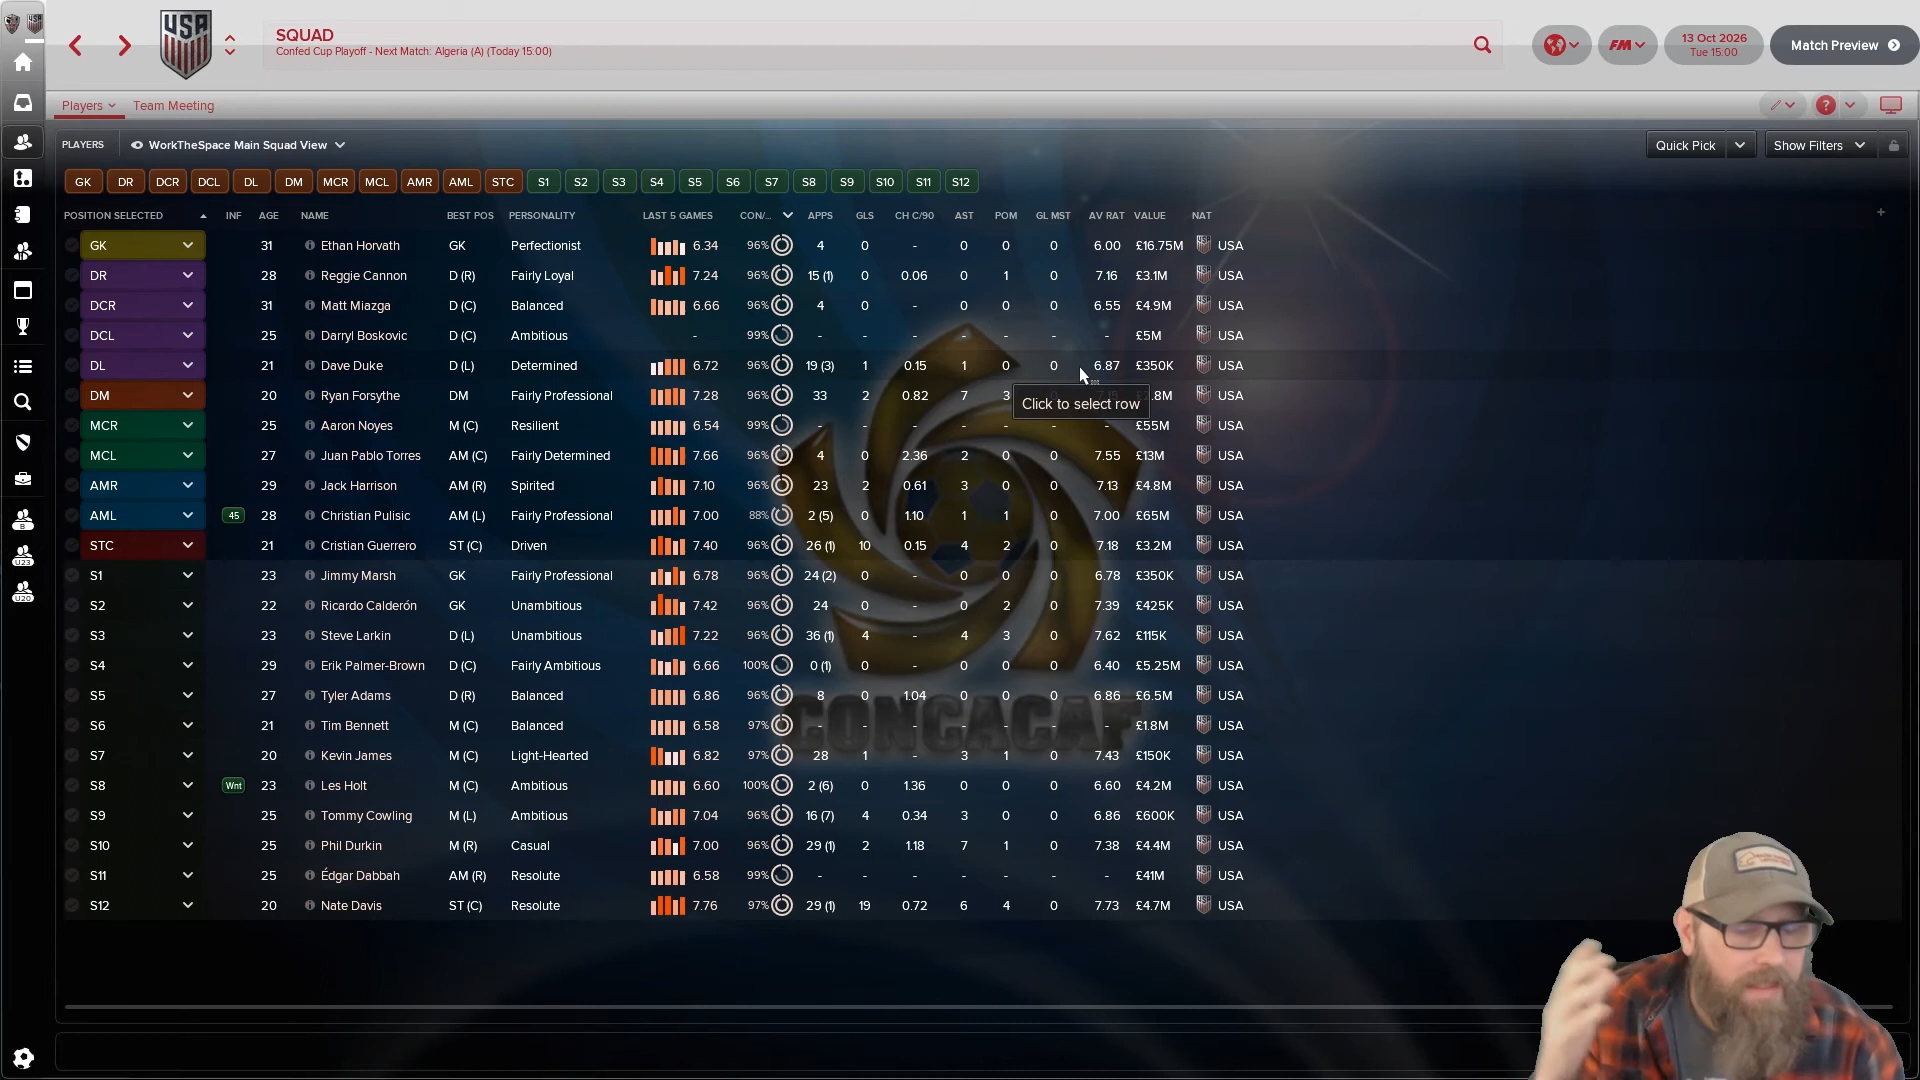 USA
SQUAD
Confed Cup Playoff - Next Match: Algeria (A) (Today 15:00)
FM
13 Oct 2026
Tue 15:00
Match Preview
Players
Team Meeting
?
PLAYERS
WorkTheSpace Main Squad View
Quick Pick
Show Filters
GK DR DCR DCL DL DM MCR MCL AMR AML STC S1 S2 S3 S4 S5 S6 S7 S8 S9 S10 S11 S12
POSITION SELECTED INF AGE NAME BEST POS PERSONALITY LAST 5 GAMES CON/... APPS GLS CH C/90 AST POM GL MST AV RAT VALUE NAT
GK 31 Ethan Horvath GK Perfectionist 6.34 96% 4 0 - 0 0 0 6.00 £16.75M USA
DR 28 Reggie Cannon D (R) Fairly Loyal 7.24 96% 15 (1) 0 0.06 0 1 0 7.16 £3.1M USA
DCR 31 Matt Miazga D (C) Balanced 6.66 96% 4 0 - 0 0 0 6.55 £4.9M USA
DCL 25 Darryl Boskovic D (C) Ambitious - 99% - - - - - - - £5M USA
DL 21 Dave Duke D (L) Determined 6.72 96% 19 (3) 1 0.15 1 0 0 6.87 £350K USA
DM 20 Ryan Forsythe DM Fairly Professional 7.28 96% 33 2 0.82 7 3 .8M USA
Click to select row
MCR 25 Aaron Noyes M (C) Resilient 6.54 99% - - - - - - - £55M USA
MCL 27 Juan Pablo Torres AM (C) Fairly Determined 7.66 96% 4 0 2.36 2 0 0 7.55 £13M USA
AMR 29 Jack Harrison AM (R) Spirited 7.10 96% 23 2 0.61 3 0 0 7.13 £4.8M USA
AML 45 28 Christian Pulisic AM (L) Fairly Professional 7.00 88% 2 (5) 0 1.10 1 1 0 7.00 £65M USA
STC 21 Cristian Guerrero ST (C) Driven 7.40 96% 26 (1) 10 0.15 4 2 0 7.18 £3.2M USA
S1 23 Jimmy Marsh GK Fairly Professional 6.78 96% 24 (2) 0 - 0 0 0 6.78 £350K USA
S2 22 Ricardo Calderón GK Unambitious 7.42 96% 24 0 - 0 2 0 7.39 £425K USA
S3 23 Steve Larkin D (L) Unambitious 7.22 96% 36 (1) 4 - 4 3 0 7.62 £115K USA
S4 29 Erik Palmer-Brown D (C) Fairly Ambitious 6.66 100% 0 (1) 0 - 0 0 0 6.40 £5.25M USA
S5 27 Tyler Adams D (R) Balanced 6.86 96% 8 0 1.04 0 0 0 6.86 £6.5M USA
S6 21 Tim Bennett M (C) Balanced 6.58 97% - - - - - - - £1.8M USA
CONCACAF
S7 20 Kevin James M (C) Light-Hearted 6.82 97% 28 1 - 3 1 0 7.43 £150K USA
S8 Wnt 23 Les Holt M (C) Ambitious 6.60 100% 2 (6) 0 1.36 0 0 0 6.60 £4.2M USA
S9 25 Tommy Cowling M (L) Ambitious 7.04 96% 16 (7) 4 0.34 3 0 0 6.86 £600K USA
S10 25 Phil Durkin M (R) Casual 7.00 96% 29 (1) 2 1.18 7 1 0 7.38 £4.4M USA
S11 25 Édgar Dabbah AM (R) Resolute 6.58 99% - - - - - - - £41M USA
S12 20 Nate Davis ST (C) Resolute 7.76 97% 29 (1) 19 0.72 6 4 0 7.73 £4.7M USA
B
U23
U20